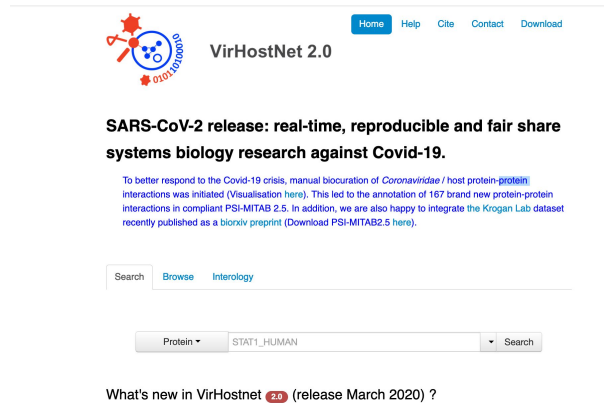 Home Help Cite Contact Download
VirHostNet 2.0
010110100010
SARS-CoV-2 release: real-time, reproducible and fair share
systems biology research against Covid-19.
To better respond to the Covid-19 crisis, manual biocuration of Coronaviridae / host protein-protein
interactions was initiated (Visualisation here). This led to the annotation of 167 brand new protein-protein
interactions in compliant PSI-MITAB 2.5. In addition, we are also happy to integrate the Krogan Lab dataset
recently published as a biorxiv preprint (Download PSI-MITAB2.5 here).
Search Browse Interology
Protein STAT1_HUMAN Search
What's new in VirHostnet 2.0 (release March 2020) ?